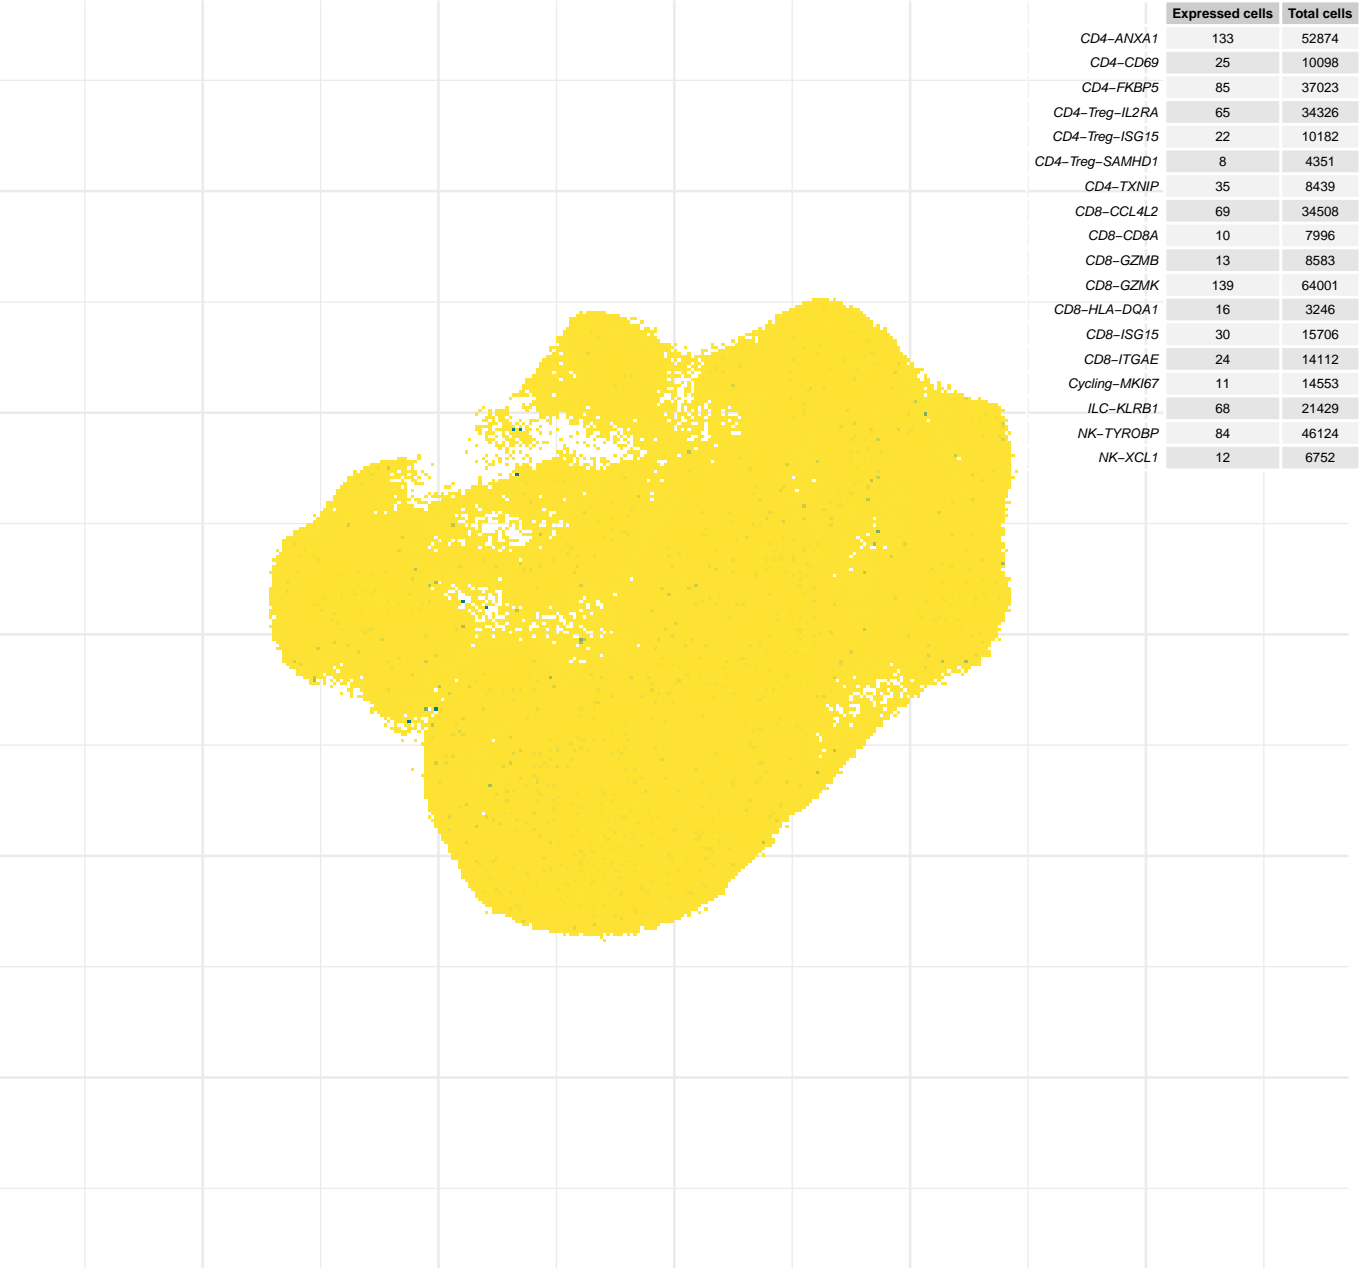 Expressed cells Total cells
CD4−ANXA1 133 52874
CD4−CD69 25 10098
CD4−FKBP5 85 37023
CD4−Treg−IL2RA 65 34326
CD4−Treg−ISG15 22 10182
CD4−Treg−SAMHD1 8 4351
CD4−TXNIP 35 8439
CD8−CCL4L2 69 34508
CD8−CD8A 10 7996
CD8−GZMB 13 8583
CD8−GZMK 139 64001
CD8−HLA−DQA1 16 3246
CD8−ISG15 30 15706
CD8−ITGAE 24 14112
Cycling−MKI67 11 14553
ILC−KLRB1 68 21429
NK−TYROBP 84 46124
NK−XCL1 12 6752